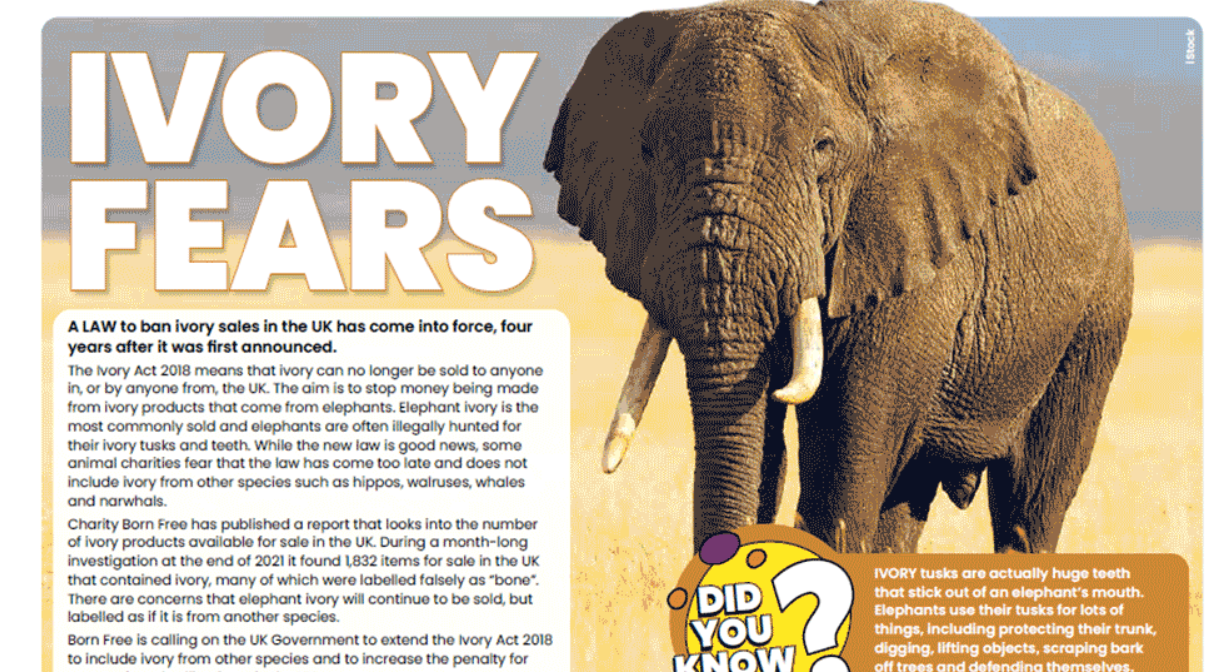 iStock
IVORY
FEARS
A LAW to ban ivory sales in the UK has come into force, four
years after it was first announced.
The Ivory Act 2018 means that ivory can no longer be sold to anyone
in, or by anyone from, the UK. The aim is to stop money being made
from ivory products that come from elephants. Elephant ivory is the
most commonly sold and elephants are often illegally hunted for
their ivory tusks and teeth. While the new law is good news, some
animal charities fear that the law has come too late and does not
include ivory from other species such as hippos, walruses, whales
and narwhals.
Charity Born Free has published a report that looks into the number
of ivory products available for sale in the UK. During a month-long
investigation at the end of 2021 it found 1,832 items for sale in the UK
that contained ivory, many of which were labelled falsely as “bone”.
There are concerns that elephant ivory will continue to be sold, but
labelled as if it is from another species.
Born Free is calling on the UK Government to extend the Ivory Act 2018
to include ivory from other species and to increase the penalty for
DID
YOU
KNOW
?
IVORY tusks are actually huge teeth
that stick out of an elephant’s mouth.
Elephants use their tusks for lots of
things, including protecting their trunk,
digging, lifting objects, scraping bark
off trees and defending themselves.